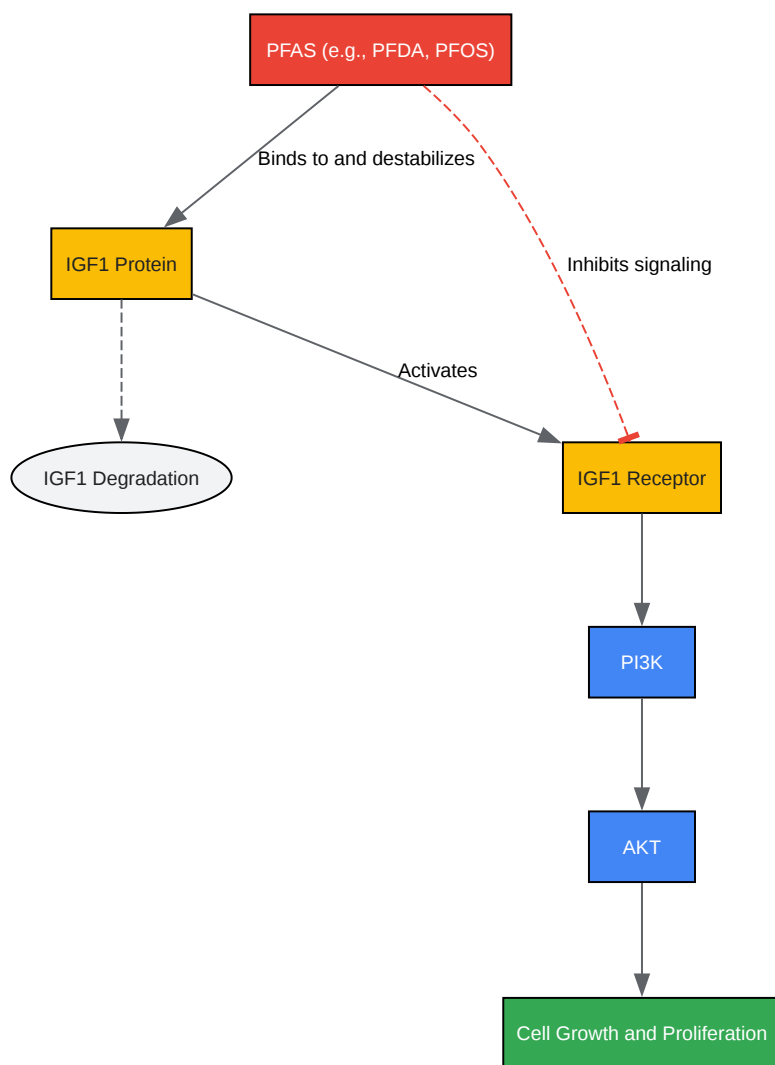 PFAS (e.g., PFDA, PFOS)
Binds to and destabilizes
IGF1 Protein
Inhibits signaling
Activates
IGF1 Degradation
IGF1 Receptor
PI3K
AKT
Cell Growth and Proliferation